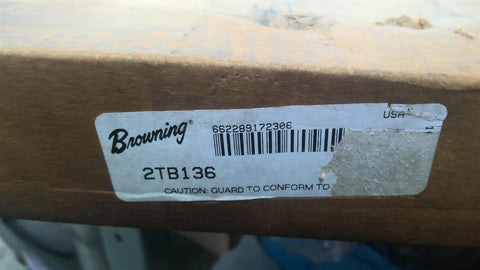 USA
Browning®
662289172306
2TB136
CAUTION: GUARD TO CONFORM TO